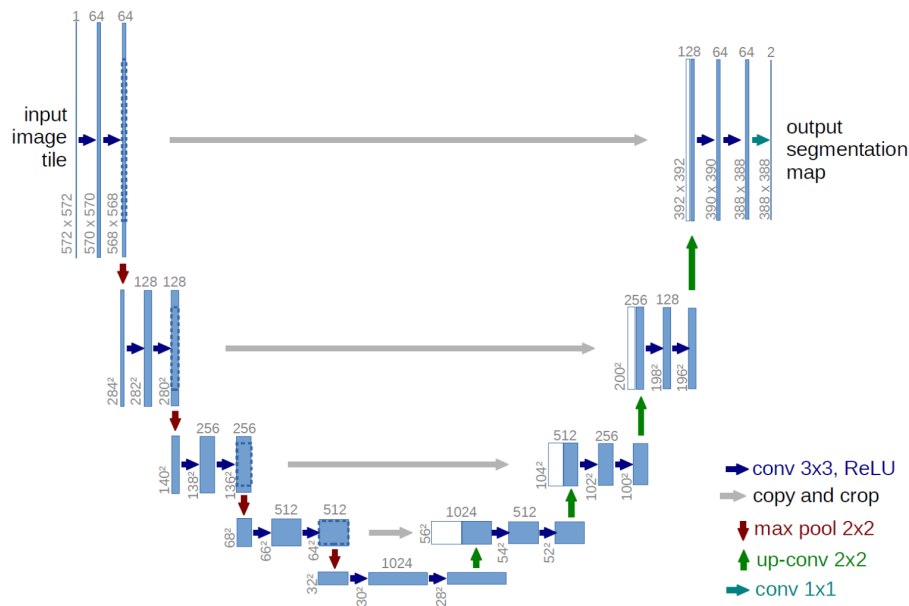 1 64 64
input
image
tile
572 x 572
570 x 570
568 x 568
128 64 64 2
392 x 392
390 x 390
388 x 388
388 x 388
output
segmentation
map
128 128
284²
282²
280²
256 128
200²
198²
196²
256 256
140²
138²
136²
512 256
104²
102²
100²
512 512
68²
66²
64²
1024 512
56²
54²
52²
1024
32²
30²
28²
conv 3x3, ReLU
copy and crop
max pool 2x2
up-conv 2x2
conv 1x1